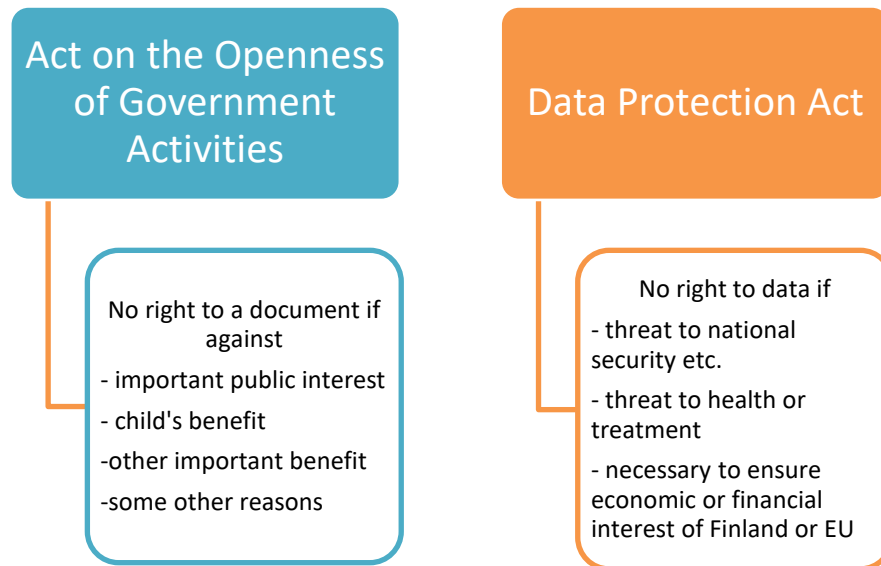 Act on the Openness
of Government
Activities
No right to a document if
against
- important public interest
- child's benefit
-other important benefit
-some other reasons
Data Protection Act
No right to data if
- threat to national
security etc.
- threat to health or
treatment
- necessary to ensure
economic or financial
interest of Finland or EU